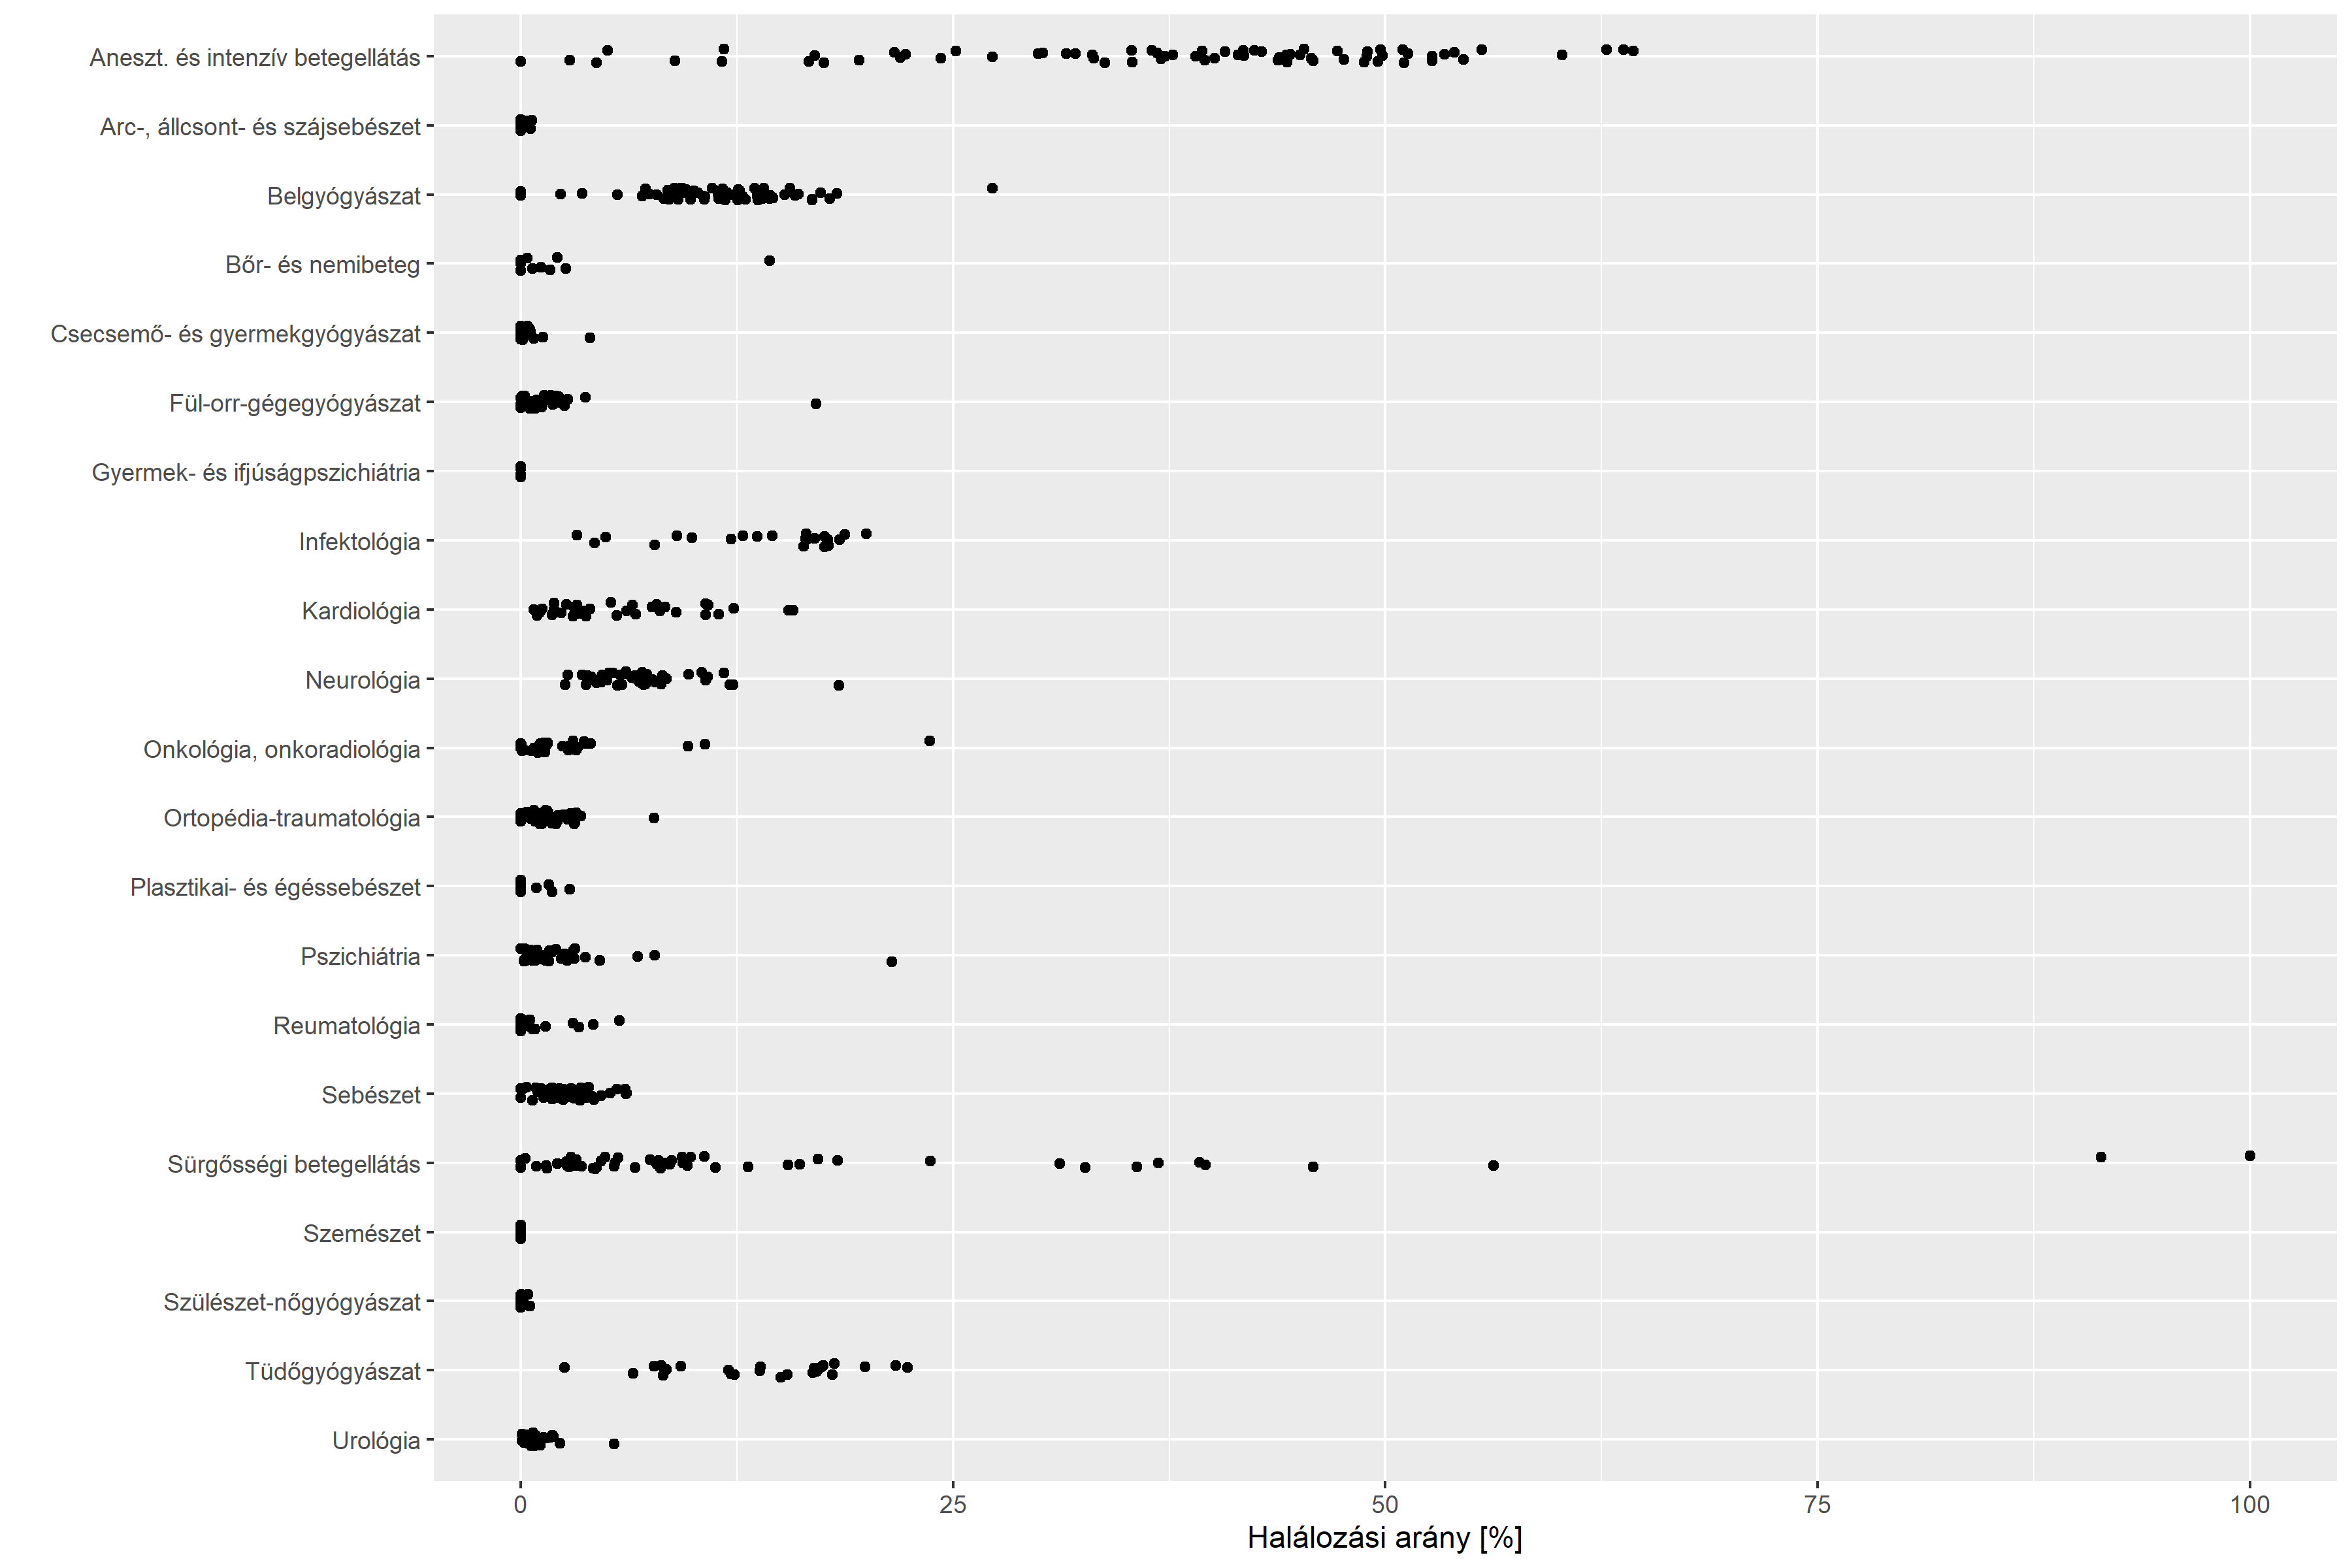 Aneszt. és intenzív betegellátás
Arc-, állcsont- és szájsebészet
Belgyógyászat
Bőr- és nemibeteg
Csecsemő- és gyermekgyógyászat
Fül-orr-gégegyógyászat
Gyermek- és ifjúságpszichiátria
Infektológia
Kardiológia
Neurológia
Onkológia, onkoradiológia
Ortopédia-traumatológia
Plasztikai- és égéssebészet
Pszichiátria
Reumatológia
Sebészet
Sürgősségi betegellátás
Szemészet
Szülészet-nőgyógyászat
Tüdőgyógyászat
Urológia
0 25 50 75 100
Halálozási arány [%]